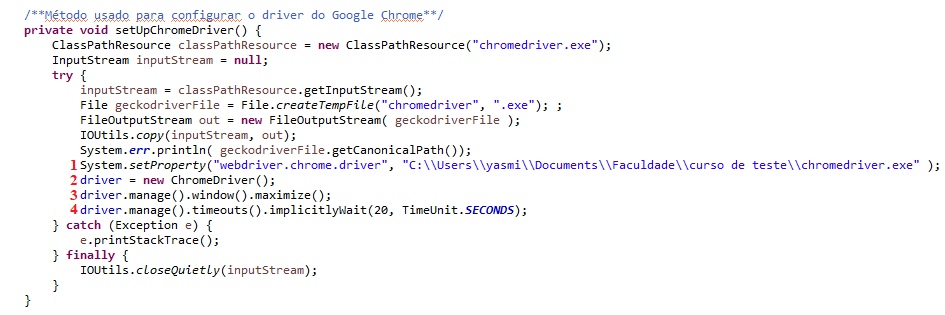 /**Método usado para configurar o driver do Google Chrome**/
private void setUpChromeDriver() {
ClassPathResource classPathResource = new ClassPathResource("chromedriver.exe");
InputStream inputStream = null;
try {
inputStream = classPathResource.getInputStream();
File geckodriverFile = File.createTempFile("chromedriver", ".exe"); ;
FileOutputStream out = new FileOutputStream( geckodriverFile );
IOUtils.copy(inputStream, out);
System.err.println( geckodriverFile.getCanonicalPath());
1 System.setProperty("webdriver.chrome.driver", "C:\\Users\\yasmi\\Documents\\Faculdade\\curso de teste\\chromedriver.exe" );
2 driver = new ChromeDriver();
3 driver.manage().window().maximize();
4 driver.manage().timeouts().implicitlyWait(20, TimeUnit.SECONDS);
} catch (Exception e) {
e.printStackTrace();
} finally {
IOUtils.closeQuietly(inputStream);
}
}